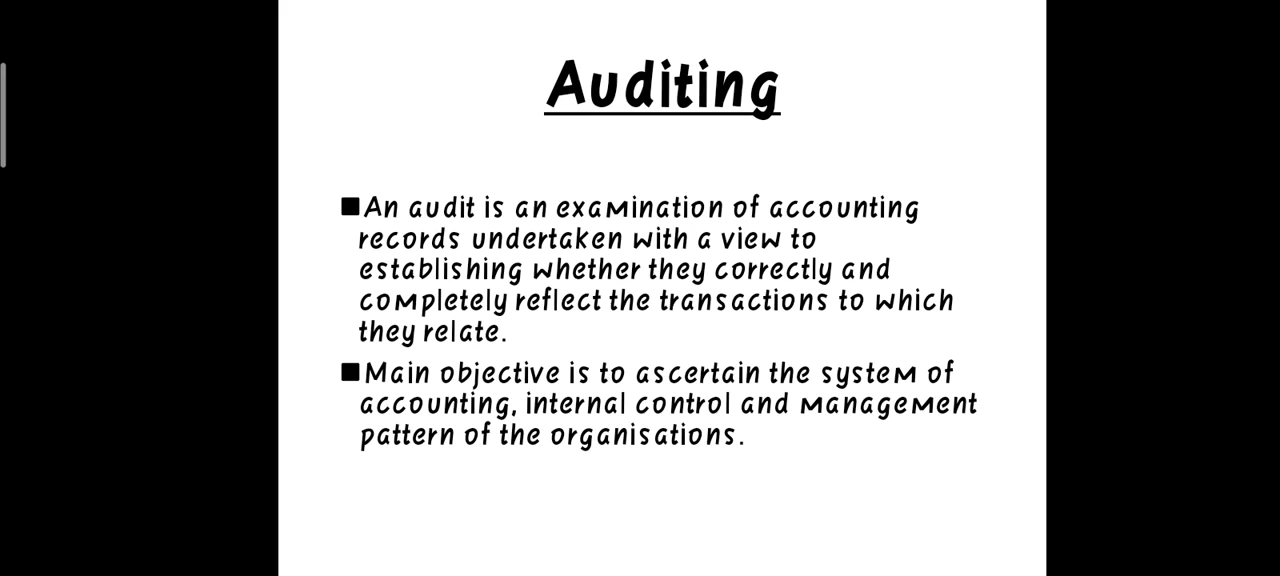 Auditing
■An audit is an examination of accounting
records undertaken with a view to
establishing whether they correctly and
completely reflect the transactions to which
they relate.
■Main objective is to ascertain the system of
accounting, internal control and management
pattern of the organisations.